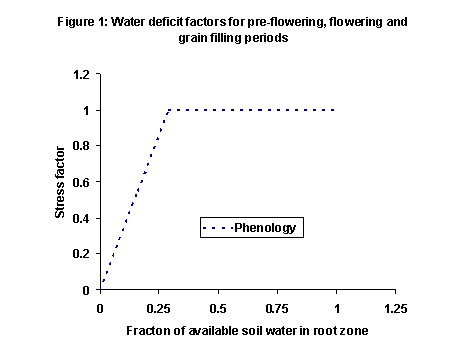 Figure 1: Water deficit factors for pre-flowering, flowering and
grain filling periods
1.2
1
0.8
0.6
0.4
0.2
0
Stress factor
Phenology
0 0.25 0.5 0.75 1 1.25
Fracton of available soil water in root zone